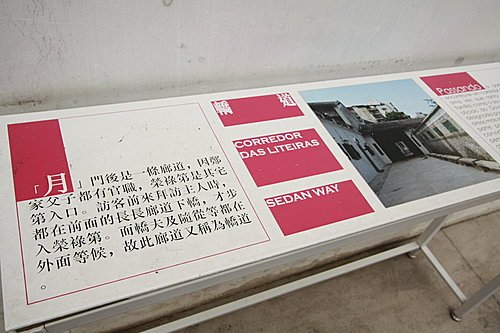 「月」門後是一條廊道，因鄭
家父子都有官職，榮祿第是其宅
第入口。訪客前來拜訪主人時，
都在前面的長長廊道下轎，才步
入榮祿第。而轎夫及隨從等都在
外面等候，故此廊道又稱為轎道
。
轎道
CORREDOR
DAS LITEIRAS
SEDAN WAY
Passando